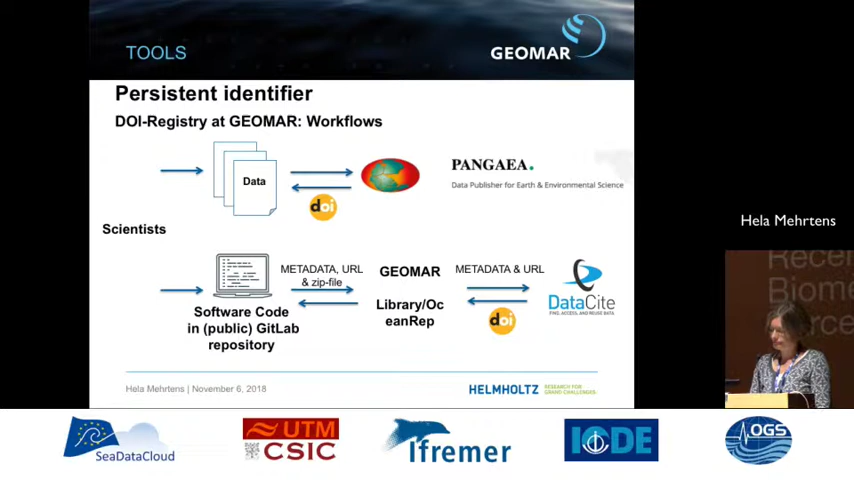 TOOLS
GEOMAR
Persistent identifier
DOI-Registry at GEOMAR: Workflows
Data
doi
PANGAEA.
Data Publisher for Earth & Environmental Science
Scientists
Hela Mehrtens
METADATA, URL
& zip-file
GEOMAR
METADATA & URL
Library/Oc
eanRep
doi
DataCite
FIND, ACCESS, AND REUSE DATA
Software Code
in (public) GitLab
repository
Hela Mehrtens | November 6, 2018
HELMHOLTZ
RESEARCH FOR
GRAND CHALLENGES
SeaDataCloud
UTM
CSIC
Ifremer
IODE
OGS